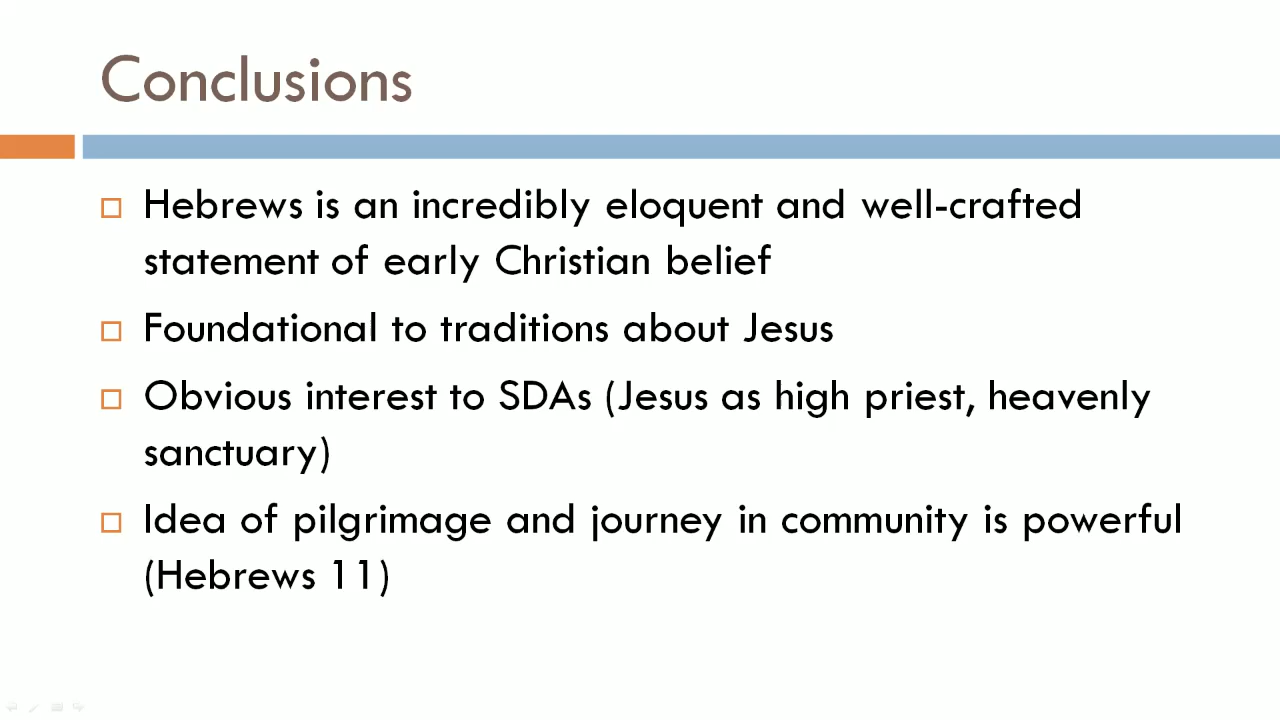 Conclusions
Hebrews is an incredibly eloquent and well-crafted
statement of early Christian belief
Foundational to traditions about Jesus
Obvious interest to SDAs (Jesus as high priest, heavenly
sanctuary)
Idea of pilgrimage and journey in community is powerful
(Hebrews 11)